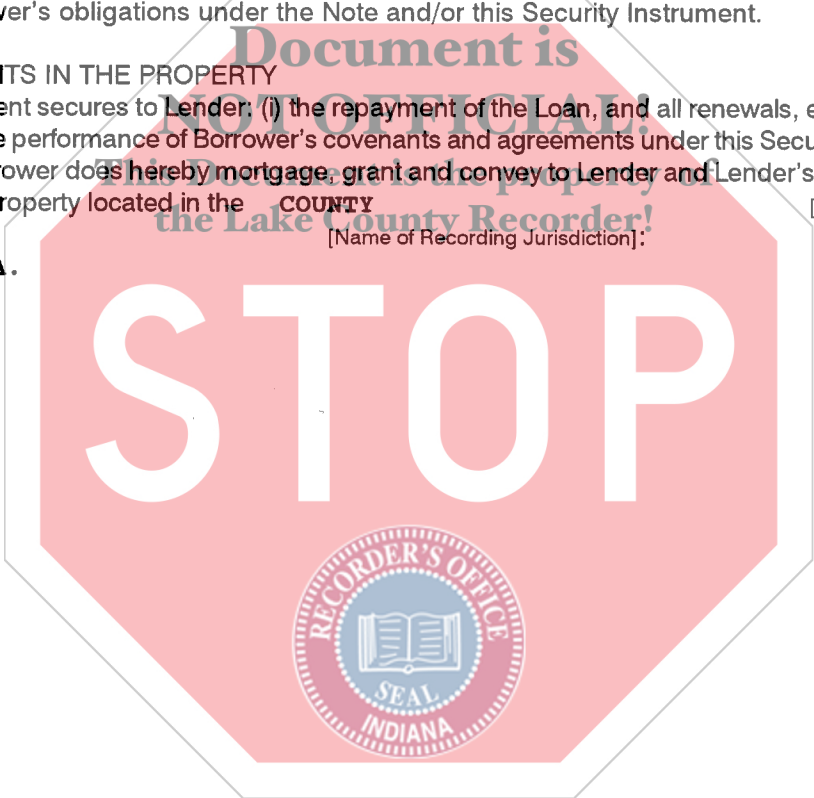 ver's obligations under the Note and/or this Security Instrument.
Document is
ITS IN THE PROPERTY
ent secures to Lender: (i) the repayment of the Loan, and all renewals, e
NOT OFFICIAL!
e performance of Borrower's covenants and agreements under this Secu
rower does hereby mortgage, grant and convey to Lender and Lender's
This Document is the property of
roperty located in the COUNTY [
the Lake County Recorder!
[Name of Recording Jurisdiction]:
A.
STOP
RECORDER'S OFFICE
SEAL
INDIANA